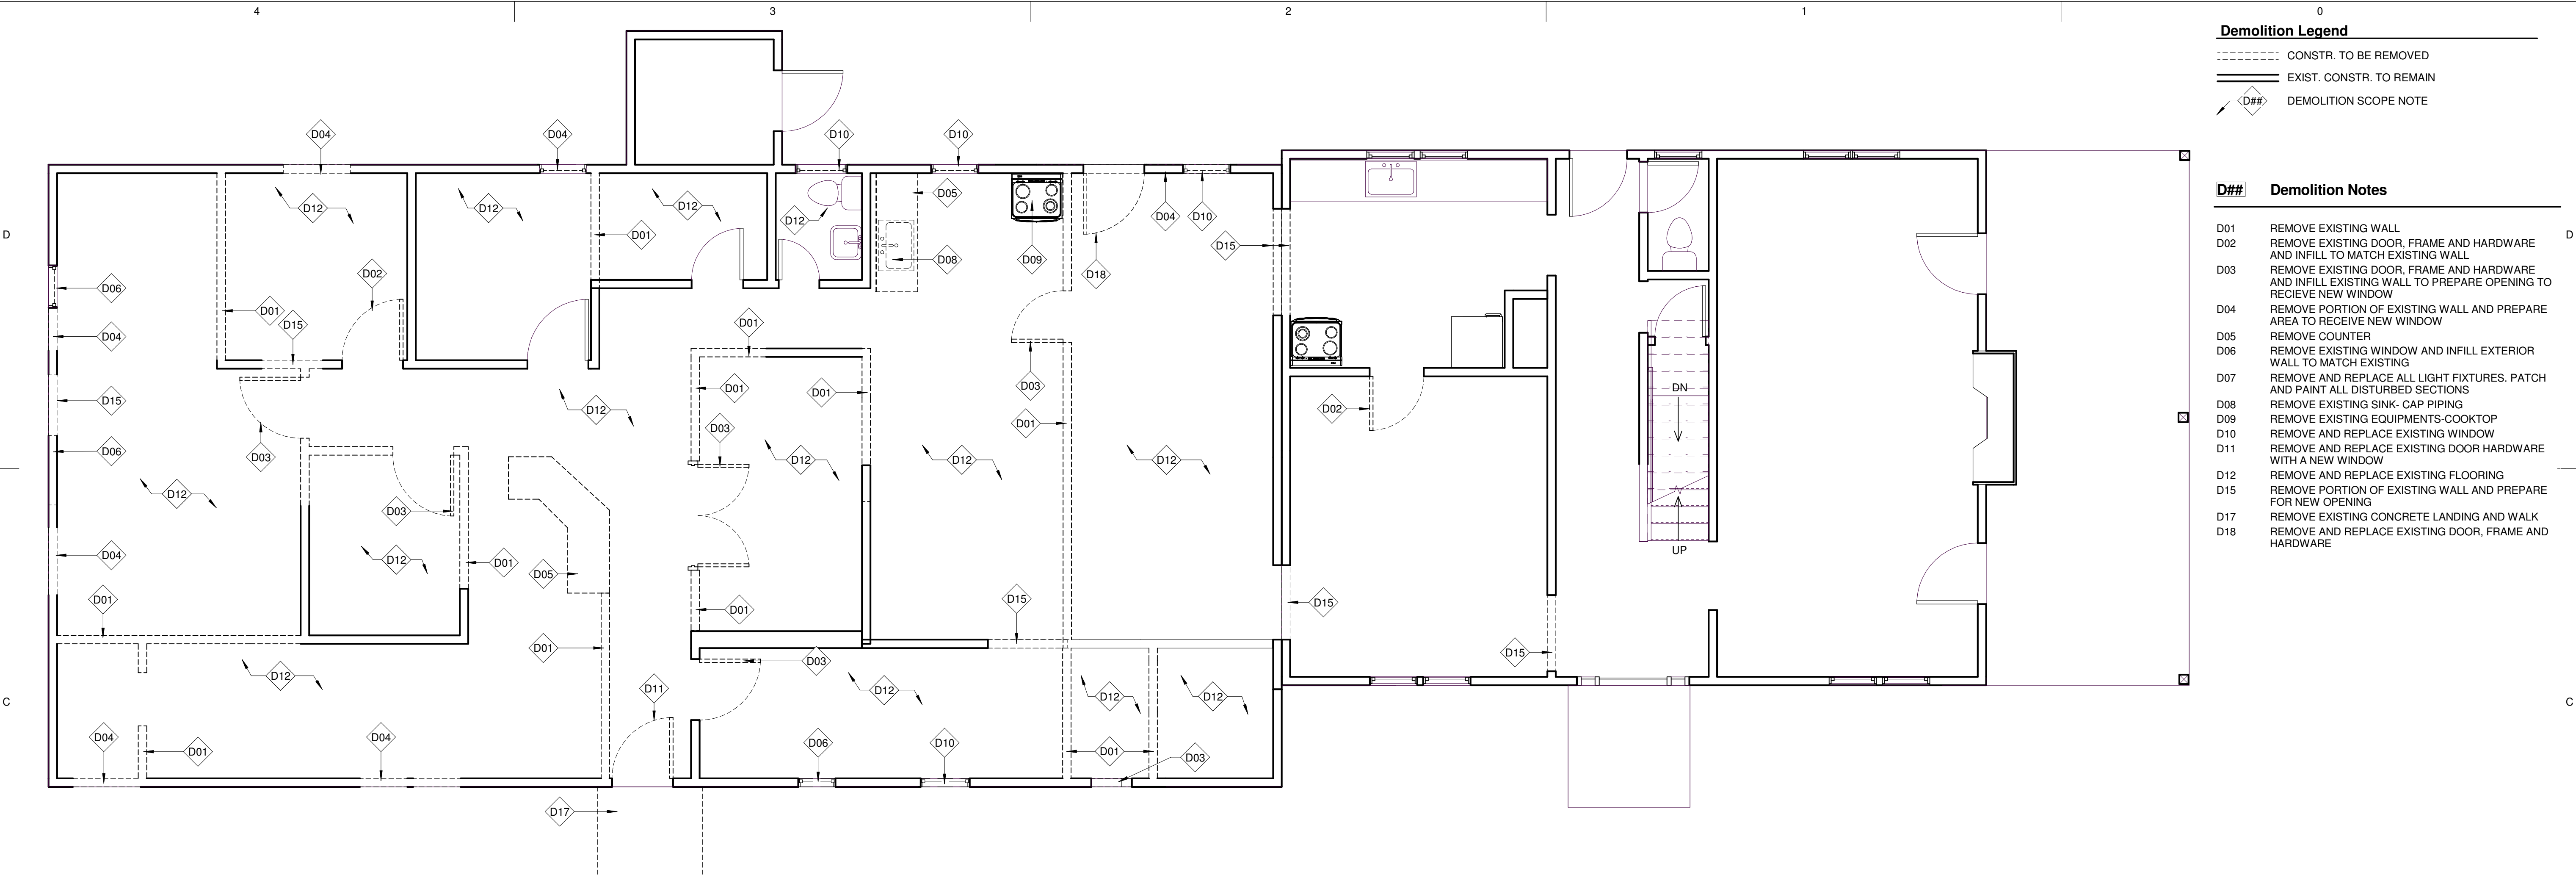 4 3 2 1 0
Demolition Legend
CONSTR. TO BE REMOVED
EXIST. CONSTR. TO REMAIN
D## DEMOLITION SCOPE NOTE
D04 D04 D10 D10
D## Demolition Notes
D05
D12 D12 D12 D12 D04 D10
D01 REMOVE EXISTING WALL
D D01 D15 D
D02 REMOVE EXISTING DOOR, FRAME AND HARDWARE
AND INFILL TO MATCH EXISTING WALL
D08 D09
D02 D18
D03 REMOVE EXISTING DOOR, FRAME AND HARDWARE
AND INFILL EXISTING WALL TO PREPARE OPENING TO
RECIEVE NEW WINDOW
D06
D01
D04 REMOVE PORTION OF EXISTING WALL AND PREPARE
AREA TO RECEIVE NEW WINDOW
D15 D01
D04
D05 REMOVE COUNTER
D06 REMOVE EXISTING WINDOW AND INFILL EXTERIOR
WALL TO MATCH EXISTING
D07 REMOVE AND REPLACE ALL LIGHT FIXTURES. PATCH
AND PAINT ALL DISTURBED SECTIONS
D01 D01 D03 DN
D15
D08 REMOVE EXISTING SINK- CAP PIPING
D12 D02
D09 REMOVE EXISTING EQUIPMENTS-COOKTOP
D03 D01
D10 REMOVE AND REPLACE EXISTING WINDOW
D06 D03
D11 REMOVE AND REPLACE EXISTING DOOR HARDWARE
WITH A NEW WINDOW
D12 D12 D12
D12 REMOVE AND REPLACE EXISTING FLOORING
D12
D15 REMOVE PORTION OF EXISTING WALL AND PREPARE
FOR NEW OPENING
D03
D17 REMOVE EXISTING CONCRETE LANDING AND WALK
D18 REMOVE AND REPLACE EXISTING DOOR, FRAME AND
HARDWARE
UP
D04 D12 D01
D05
D01 D01 D15 D15
D01 D15
D03
D12
D11 D12 D12 D12
C C
D04 D04 D06 D10
D01 D01
D03
D17